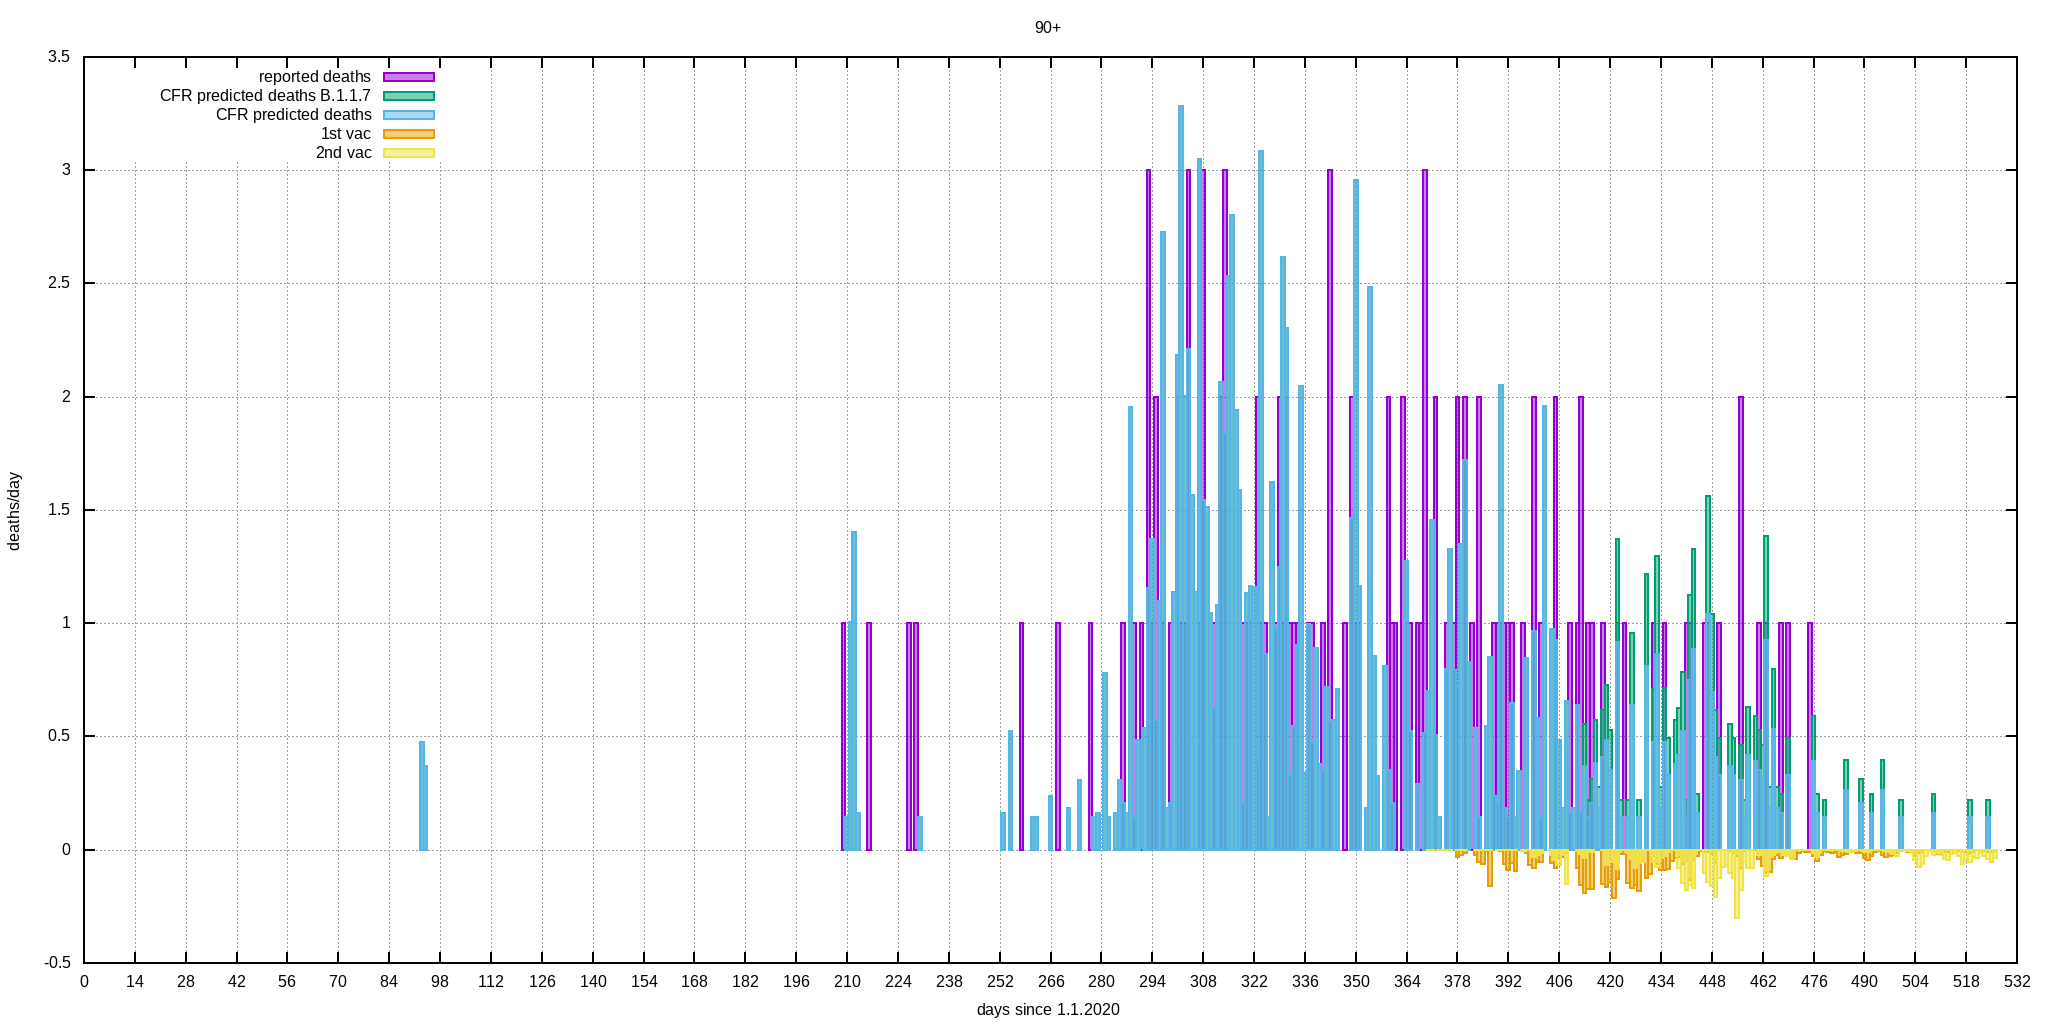 90+
3.5
3
2.5
2
1.5
1
0.5
0
-0.5
deaths/day
reported deaths
CFR predicted deaths B.1.1.7
CFR predicted deaths
1st vac
2nd vac
0 14 28 42 56 70 84 98 112 126 140 154 168 182 196 210 224 238 252 266 280 294 308 322 336 350 364 378 392 406 420 434 448 462 476 490 504 518 532
days since 1.1.2020